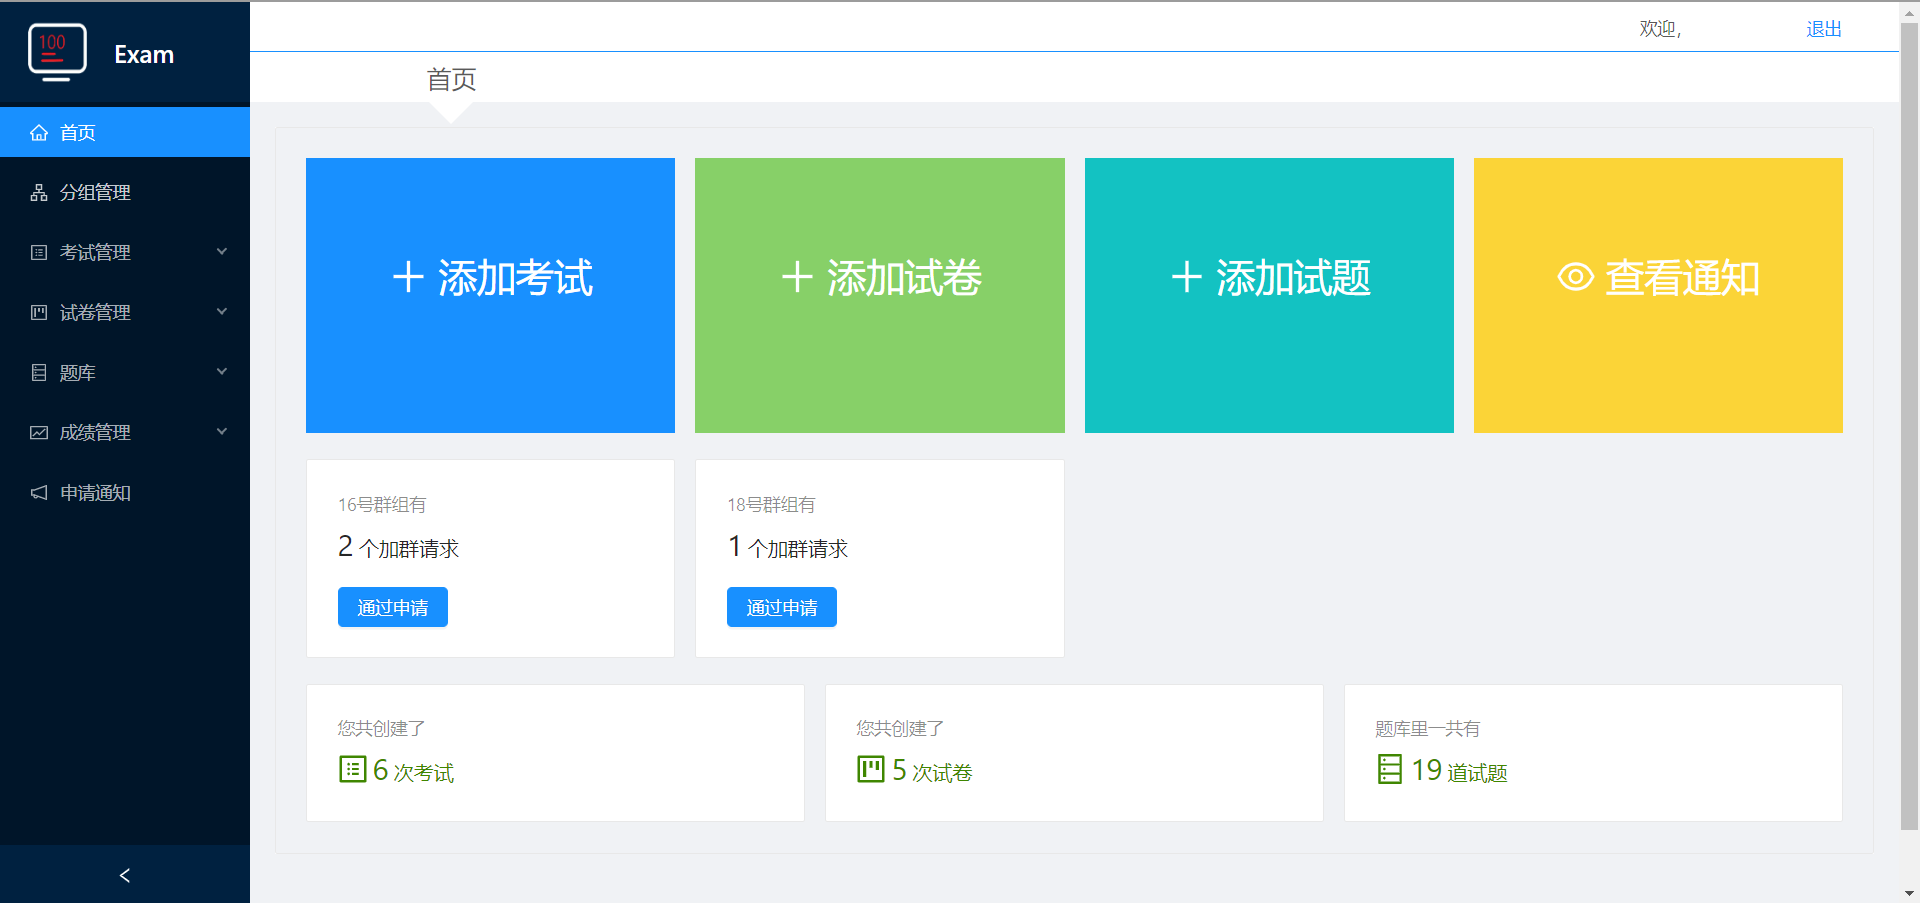 100
Exam
首页
分组管理
考试管理
试卷管理
题库
成绩管理
申请通知
欢迎,
退出
首页
添加考试
添加试卷
添加试题
查看通知
16号群组有
2 个加群请求
通过申请
18号群组有
1 个加群请求
通过申请
您共创建了
6 次考试
您共创建了
5 次试卷
题库里一共有
19 道试题